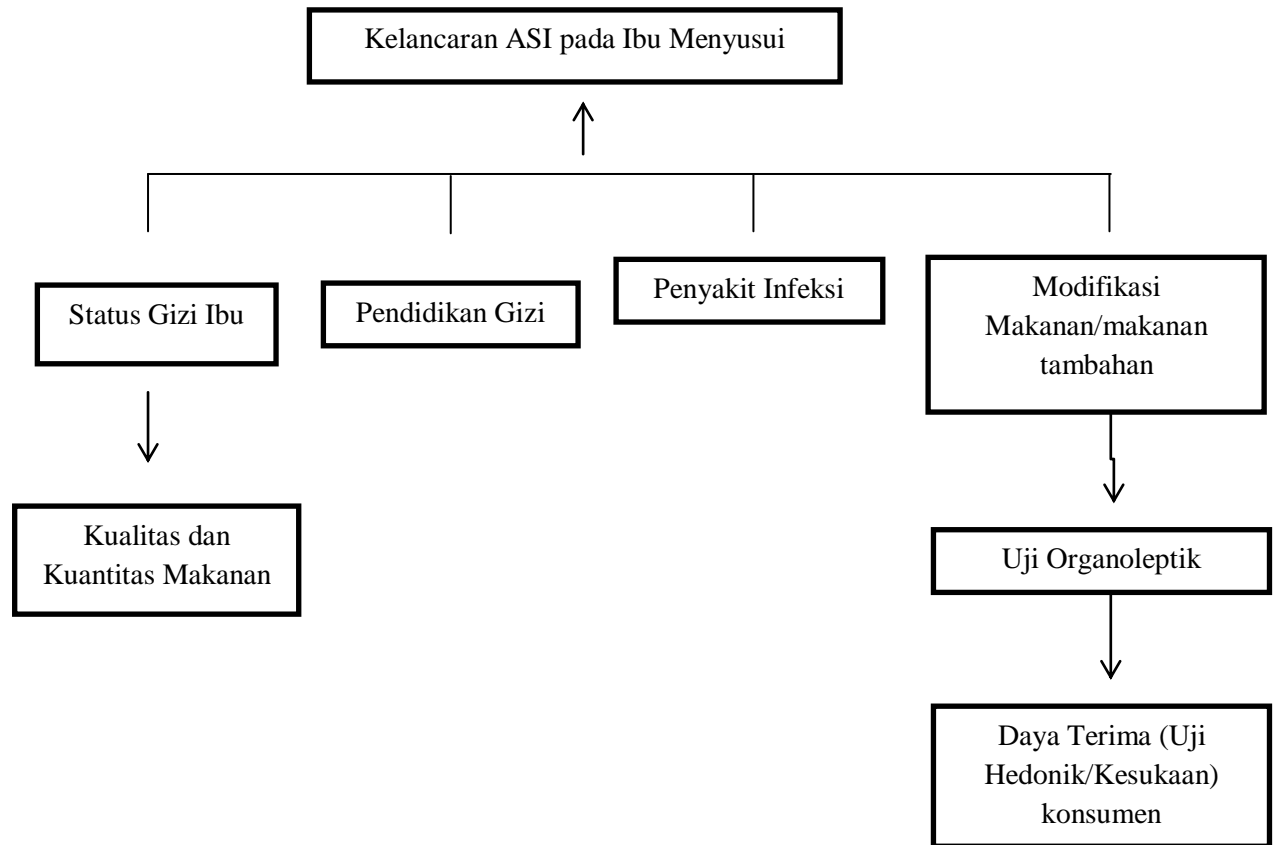 Kelancaran ASI pada Ibu Menyusui
Status Gizi Ibu
Pendidikan Gizi
Penyakit Infeksi
Modifikasi
Makanan/makanan
tambahan
Kualitas dan
Kuantitas Makanan
Uji Organoleptik
Daya Terima (Uji
Hedonik/Kesukaan)
konsumen